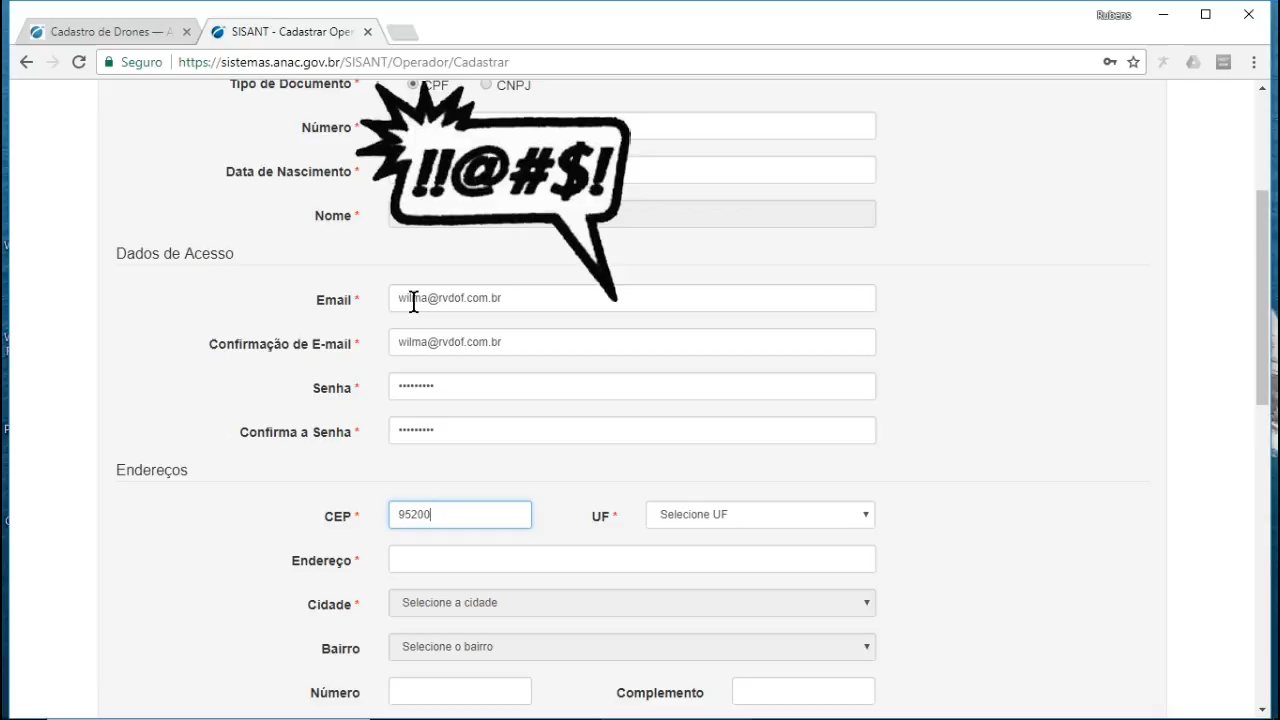 Rubens
Cadastro de Drones — A
SISANT - Cadastrar Oper
Seguro https://sistemas.anac.gov.br/SISANT/Operador/Cadastrar
Tipo de Documento * CPF CNPJ
Número *
!!@#$!
Data de Nascimento *
Nome *
Dados de Acesso
Email * wilma@rvdof.com.br
Confirmação de E-mail * wilma@rvdof.com.br
Senha * •••••••••
Confirma a Senha * •••••••••
Endereços
CEP * 95200 UF * Selecione UF
Endereço *
Cidade * Selecione a cidade
Bairro Selecione o bairro
Número Complemento